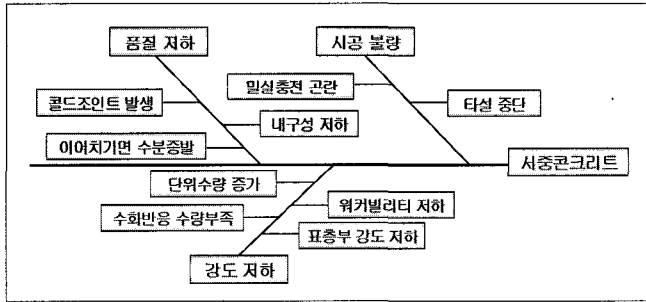 품질 저하
시공 불량
밀실충전 곤란
콜드조인트 발생
타설 중단
내구성 저하
이어치기면 수분증발
서중콘크리트
단위수량 증가
워커빌리티 저하
수화반응 수량부족
표층부 강도 저하
강도 저하